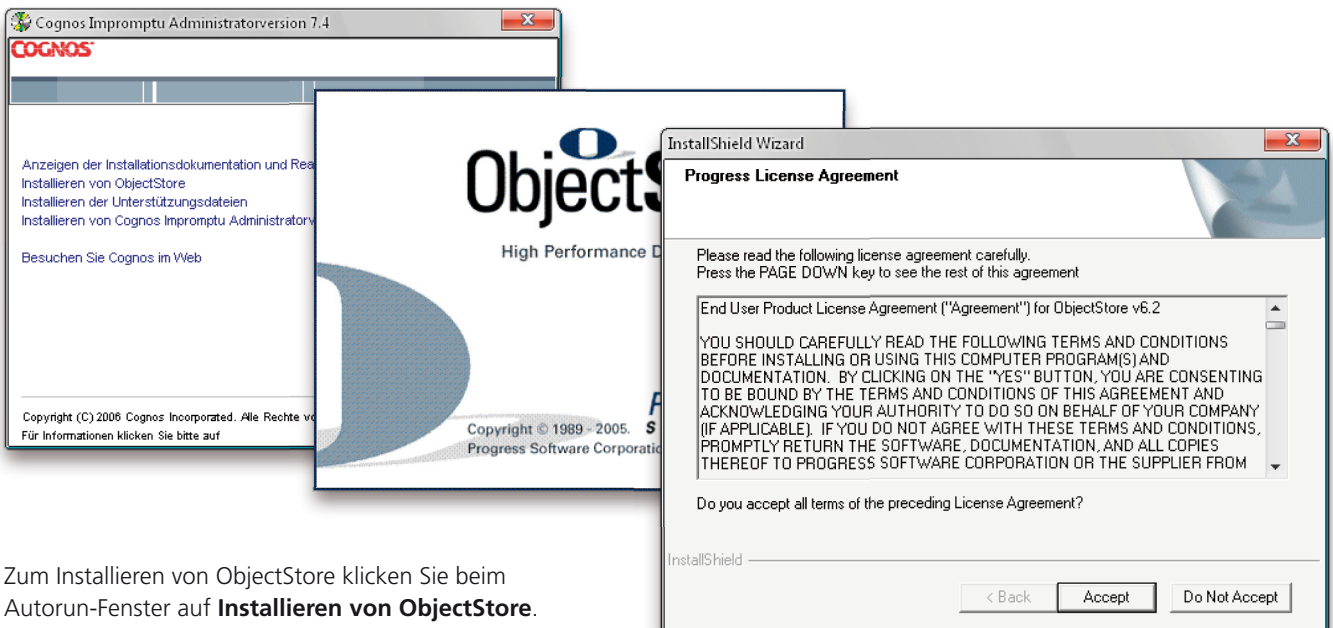 Cognos Impromptu Administratorversion 7.4
COGNOS
Anzeigen der Installationsdokumentation und
Installieren von ObjectStore
Installieren der Unterstützungsdateien
Installieren von Cognos Impromptu
Besuchen Sie Cognos im Web
Copyright (C) 2006 Cognos Incorporated. Alle Rechte
Für Informationen klicken Sie bitte auf
Object
High Performance
Copyright © 1989 - 2005.
Progress Software
InstallShield Wizard
Progress License Agreement
Please read the following license agreement carefully.
Press the PAGE DOWN key to see the rest of this agreement
End User Product License Agreement ("Agreement") for ObjectStore v6.2
YOU SHOULD CAREFULLY READ THE FOLLOWING TERMS AND CONDITIONS
BEFORE INSTALLING OR USING THIS COMPUTER PROGRAM(S) AND
DOCUMENTATION. BY CLICKING ON THE "YES" BUTTON, YOU ARE CONSENTING
TO BE BOUND BY THE TERMS AND CONDITIONS OF THIS AGREEMENT AND
ACKNOWLEDGING YOUR AUTHORITY TO DO SO ON BEHALF OF YOUR COMPANY
(IF APPLICABLE). IF YOU DO NOT AGREE WITH THESE TERMS AND CONDITIONS,
PROMPTLY RETURN THE SOFTWARE, DOCUMENTATION, AND ALL COPIES
THEREOF TO PROGRESS SOFTWARE CORPORATION OR THE SUPPLIER FROM
Do you accept all terms of the preceding License Agreement?
InstallShield
< Back
Accept
Do Not Accept
Zum Installieren von ObjectStore klicken Sie beim
Autorun-Fenster auf Installieren von ObjectStore.